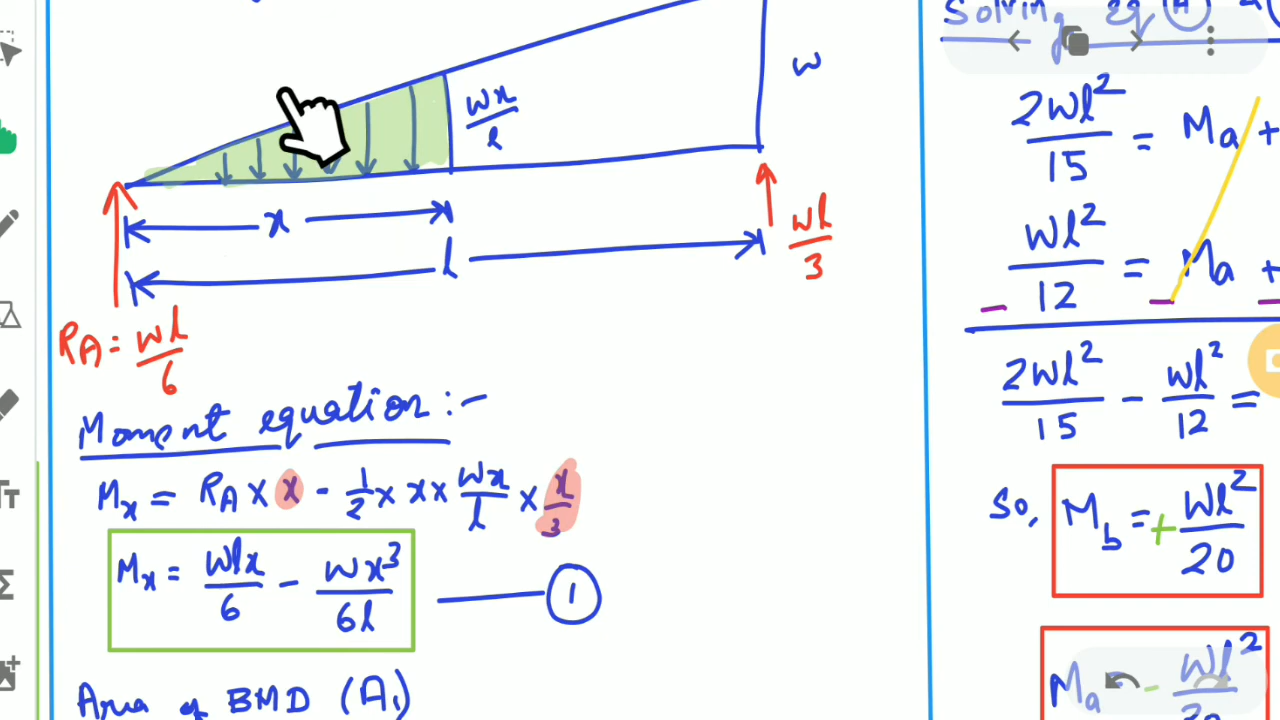 w
wx/l
x
l
wl/3
RA = wl/6
Moment equation :-
Mx = RA × x - 1/2 × x × wx/l × x/3
Mx = wlx/6 - wx³/6l —— ①
Area of BMD (A₁)
Solving eq (A)
2wl²/15 = Ma +
wl²/12 = Ma +
- - -
2wl²/15 - wl²/12 =
So, Mb = + wl²/20
Ma - wl²